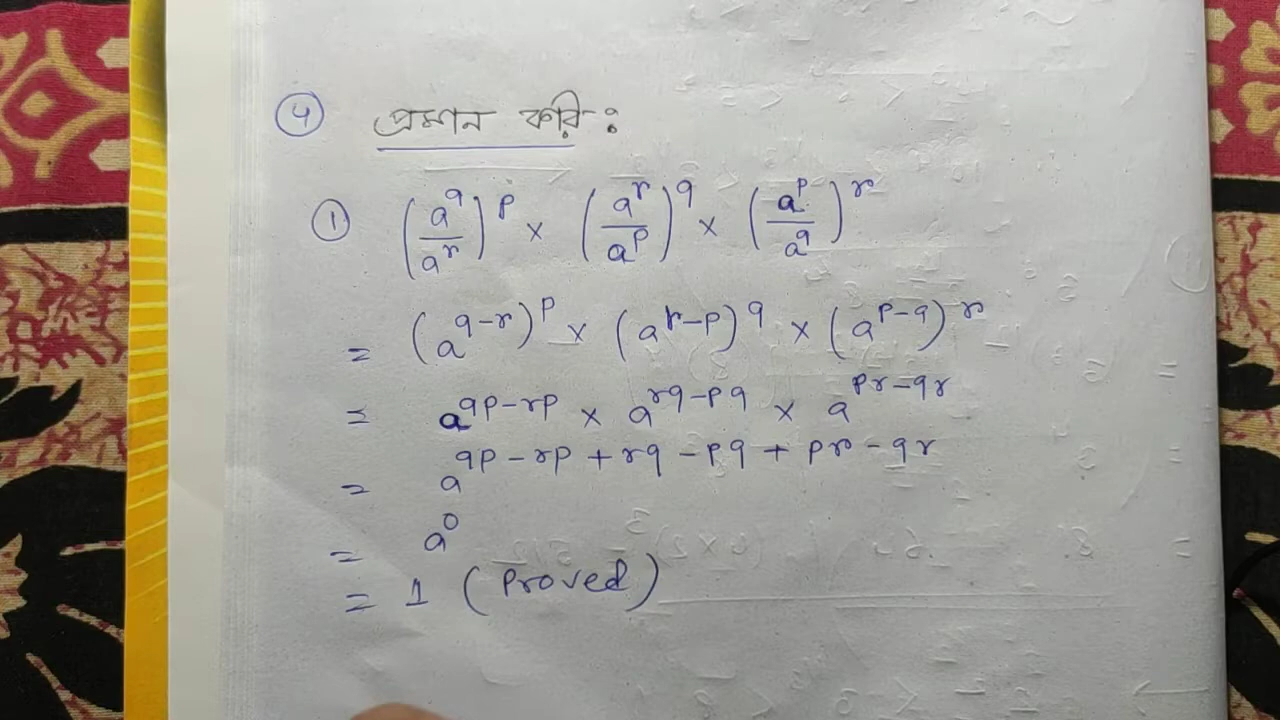 ④ প্রমান করি:
① (a^q/a^r)^p × (a^r/a^p)^q × (a^p/a^q)^r
= (a^{q-r})^p × (a^{r-p})^q × (a^{p-q})^r
= a^{qp-rp} × a^{rq-pq} × a^{pr-qr}
= a^{qp-rp+rq-pq+pr-qr}
= a^0
= 1 (Proved)